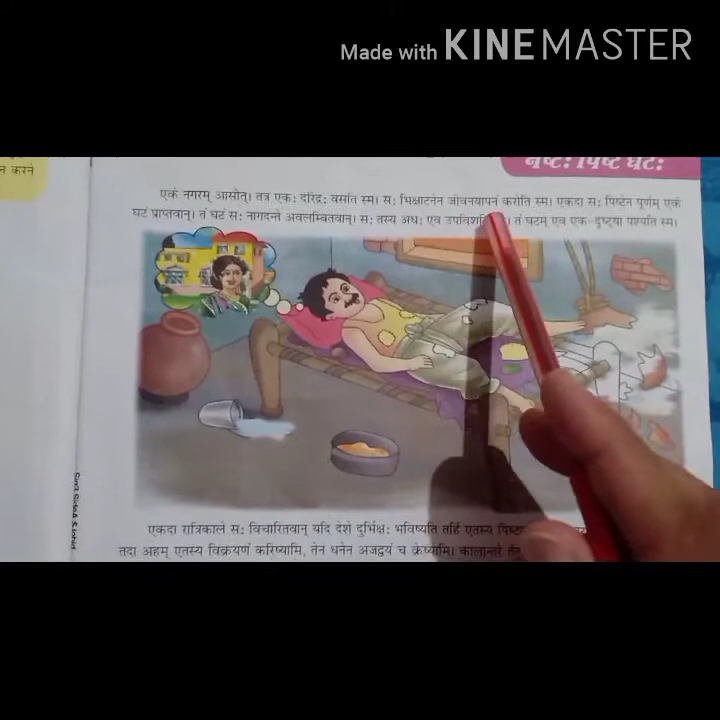 Made with KINEMASTER
न करने
नष्टः पिष्ट घटः
एकं नगरम् आसीत्। तत्र एकः दरिद्रः वसति स्म। सः भिक्षाटनेन जीवनयापनं करोति स्म। एकदा सः पिष्टेन पूर्णम् एकं
घटं प्राप्तवान्। तं घटं सः नागदन्ते अवलम्बितवान्। सः तस्य अधः एव तं घटम् एव एक-दृष्ट्या पश्यति स्म।
एकदा रात्रिकाले सः विचारितवान् यदि देशे दुर्भिक्षः भविष्यति तर्हि एतस्य
तदा अहम् एतस्य विक्रयणं करिष्यामि, तेन धनेन अजद्वयं च क्रेष्यामि। कालान्तरे